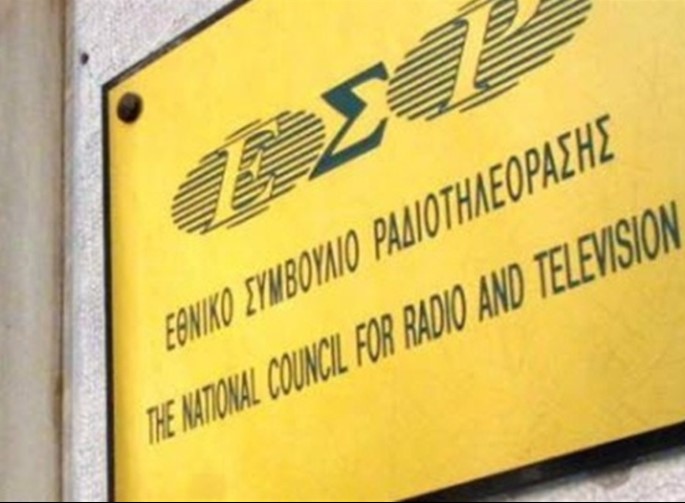 ΕΣΡ
ΕΘΝΙΚΟ ΣΥΜΒΟΥΛΙΟ ΡΑΔΙΟΤΗΛΕΟΡΑΣΗΣ
THE NATIONAL COUNCIL FOR RADIO AND TELEVISION